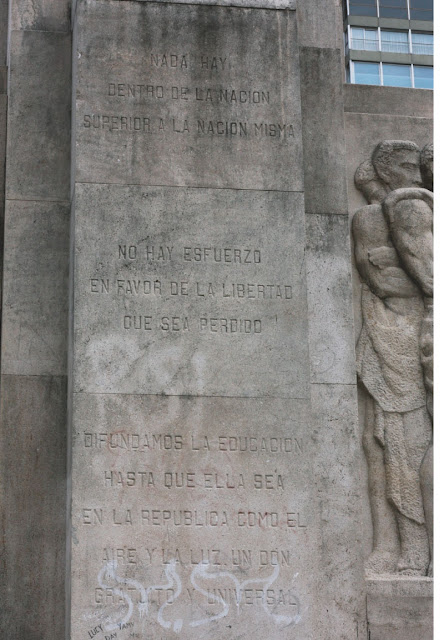 NADA HAY
DENTRO DE LA NACION
SUPERIOR A LA NACION MISMA
NO HAY ESFUERZO
EN FAVOR DE LA LIBERTAD
QUE SEA PERDIDO
DIFUNDAMOS LA EDUCACION
HASTA QUE ELLA SEA
EN LA REPUBLICA COMO EL
AIRE Y LA LUZ, UN DON
GRATUITO Y UNIVERSAL
LUCY